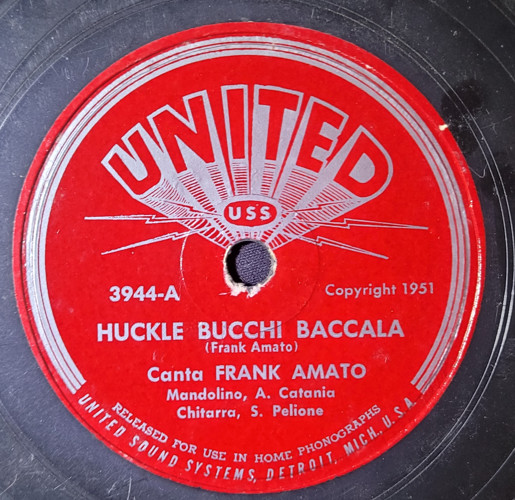 UNITED
USS
3944-A
Copyright 1951
HUCKLE BUCCHI BACCALA
(Frank Amato)
Canta FRANK AMATO
Mandolino, A. Catania
Chitarra, S. Pelione
RELEASED FOR USE IN HOME PHONOGRAPHS
UNITED SOUND SYSTEMS, DETROIT, MICH. U.S.A.